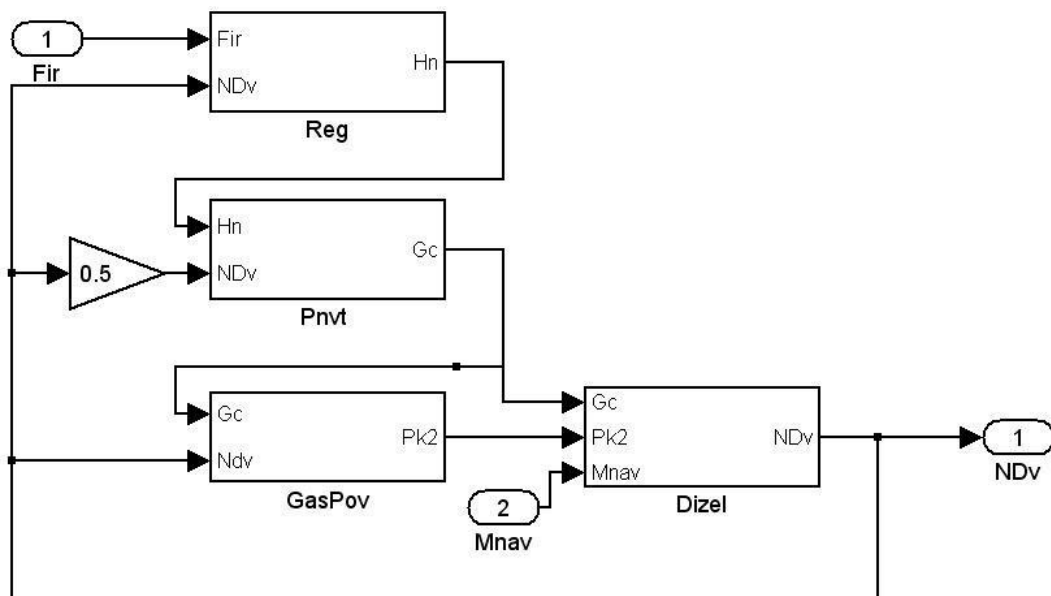 1
Fir
Fir
NDv
Hn
Reg
0.5
Hn
NDv
Gc
Pnvt
Gc
Ndv
Pk2
GasPov
2
Mnav
Gc
Pk2
Mnav
NDv
Dizel
1
NDv